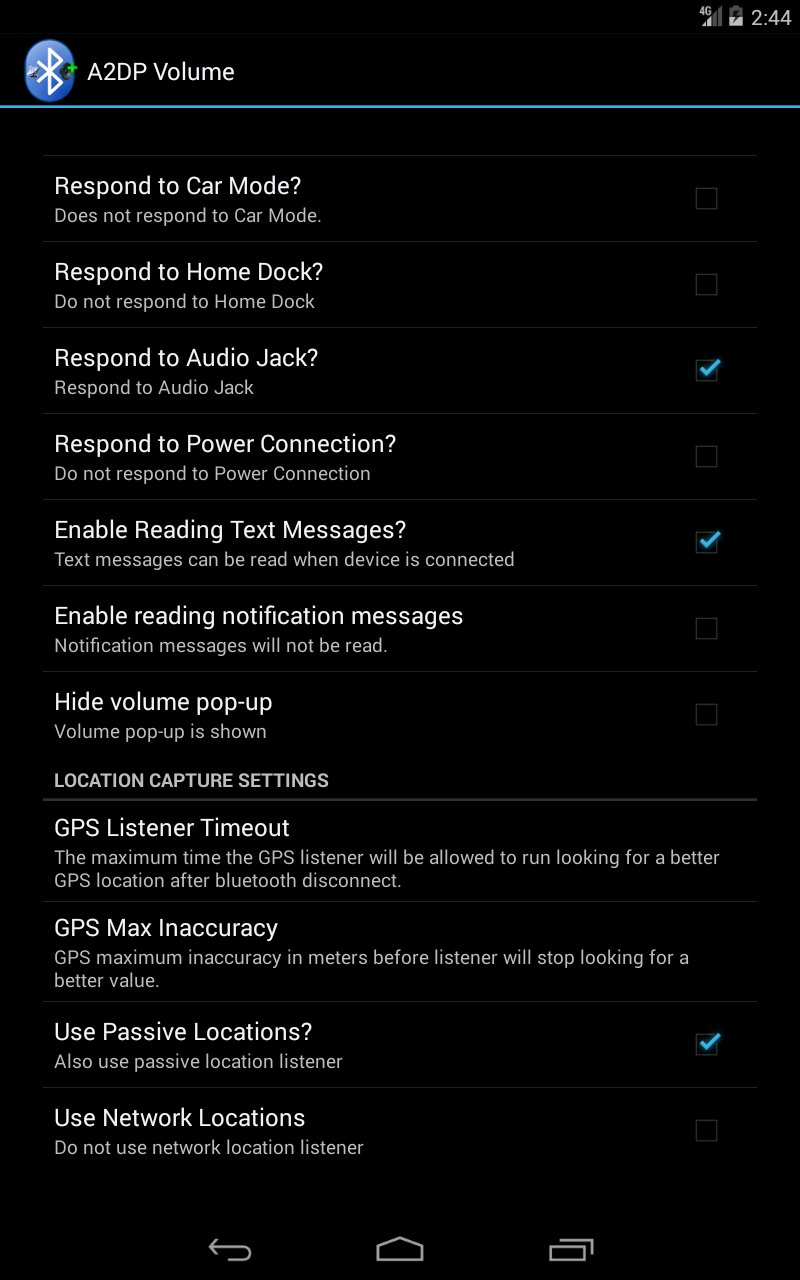 4G 2:44
A2DP Volume
Respond to Car Mode?
Does not respond to Car Mode.
Respond to Home Dock?
Do not respond to Home Dock
Respond to Audio Jack?
Respond to Audio Jack
Respond to Power Connection?
Do not respond to Power Connection
Enable Reading Text Messages?
Text messages can be read when device is connected
Enable reading notification messages
Notification messages will not be read.
Hide volume pop-up
Volume pop-up is shown
LOCATION CAPTURE SETTINGS
GPS Listener Timeout
The maximum time the GPS listener will be allowed to run looking for a better
GPS location after bluetooth disconnect.
GPS Max Inaccuracy
GPS maximum inaccuracy in meters before listener will stop looking for a
better value.
Use Passive Locations?
Also use passive location listener
Use Network Locations
Do not use network location listener